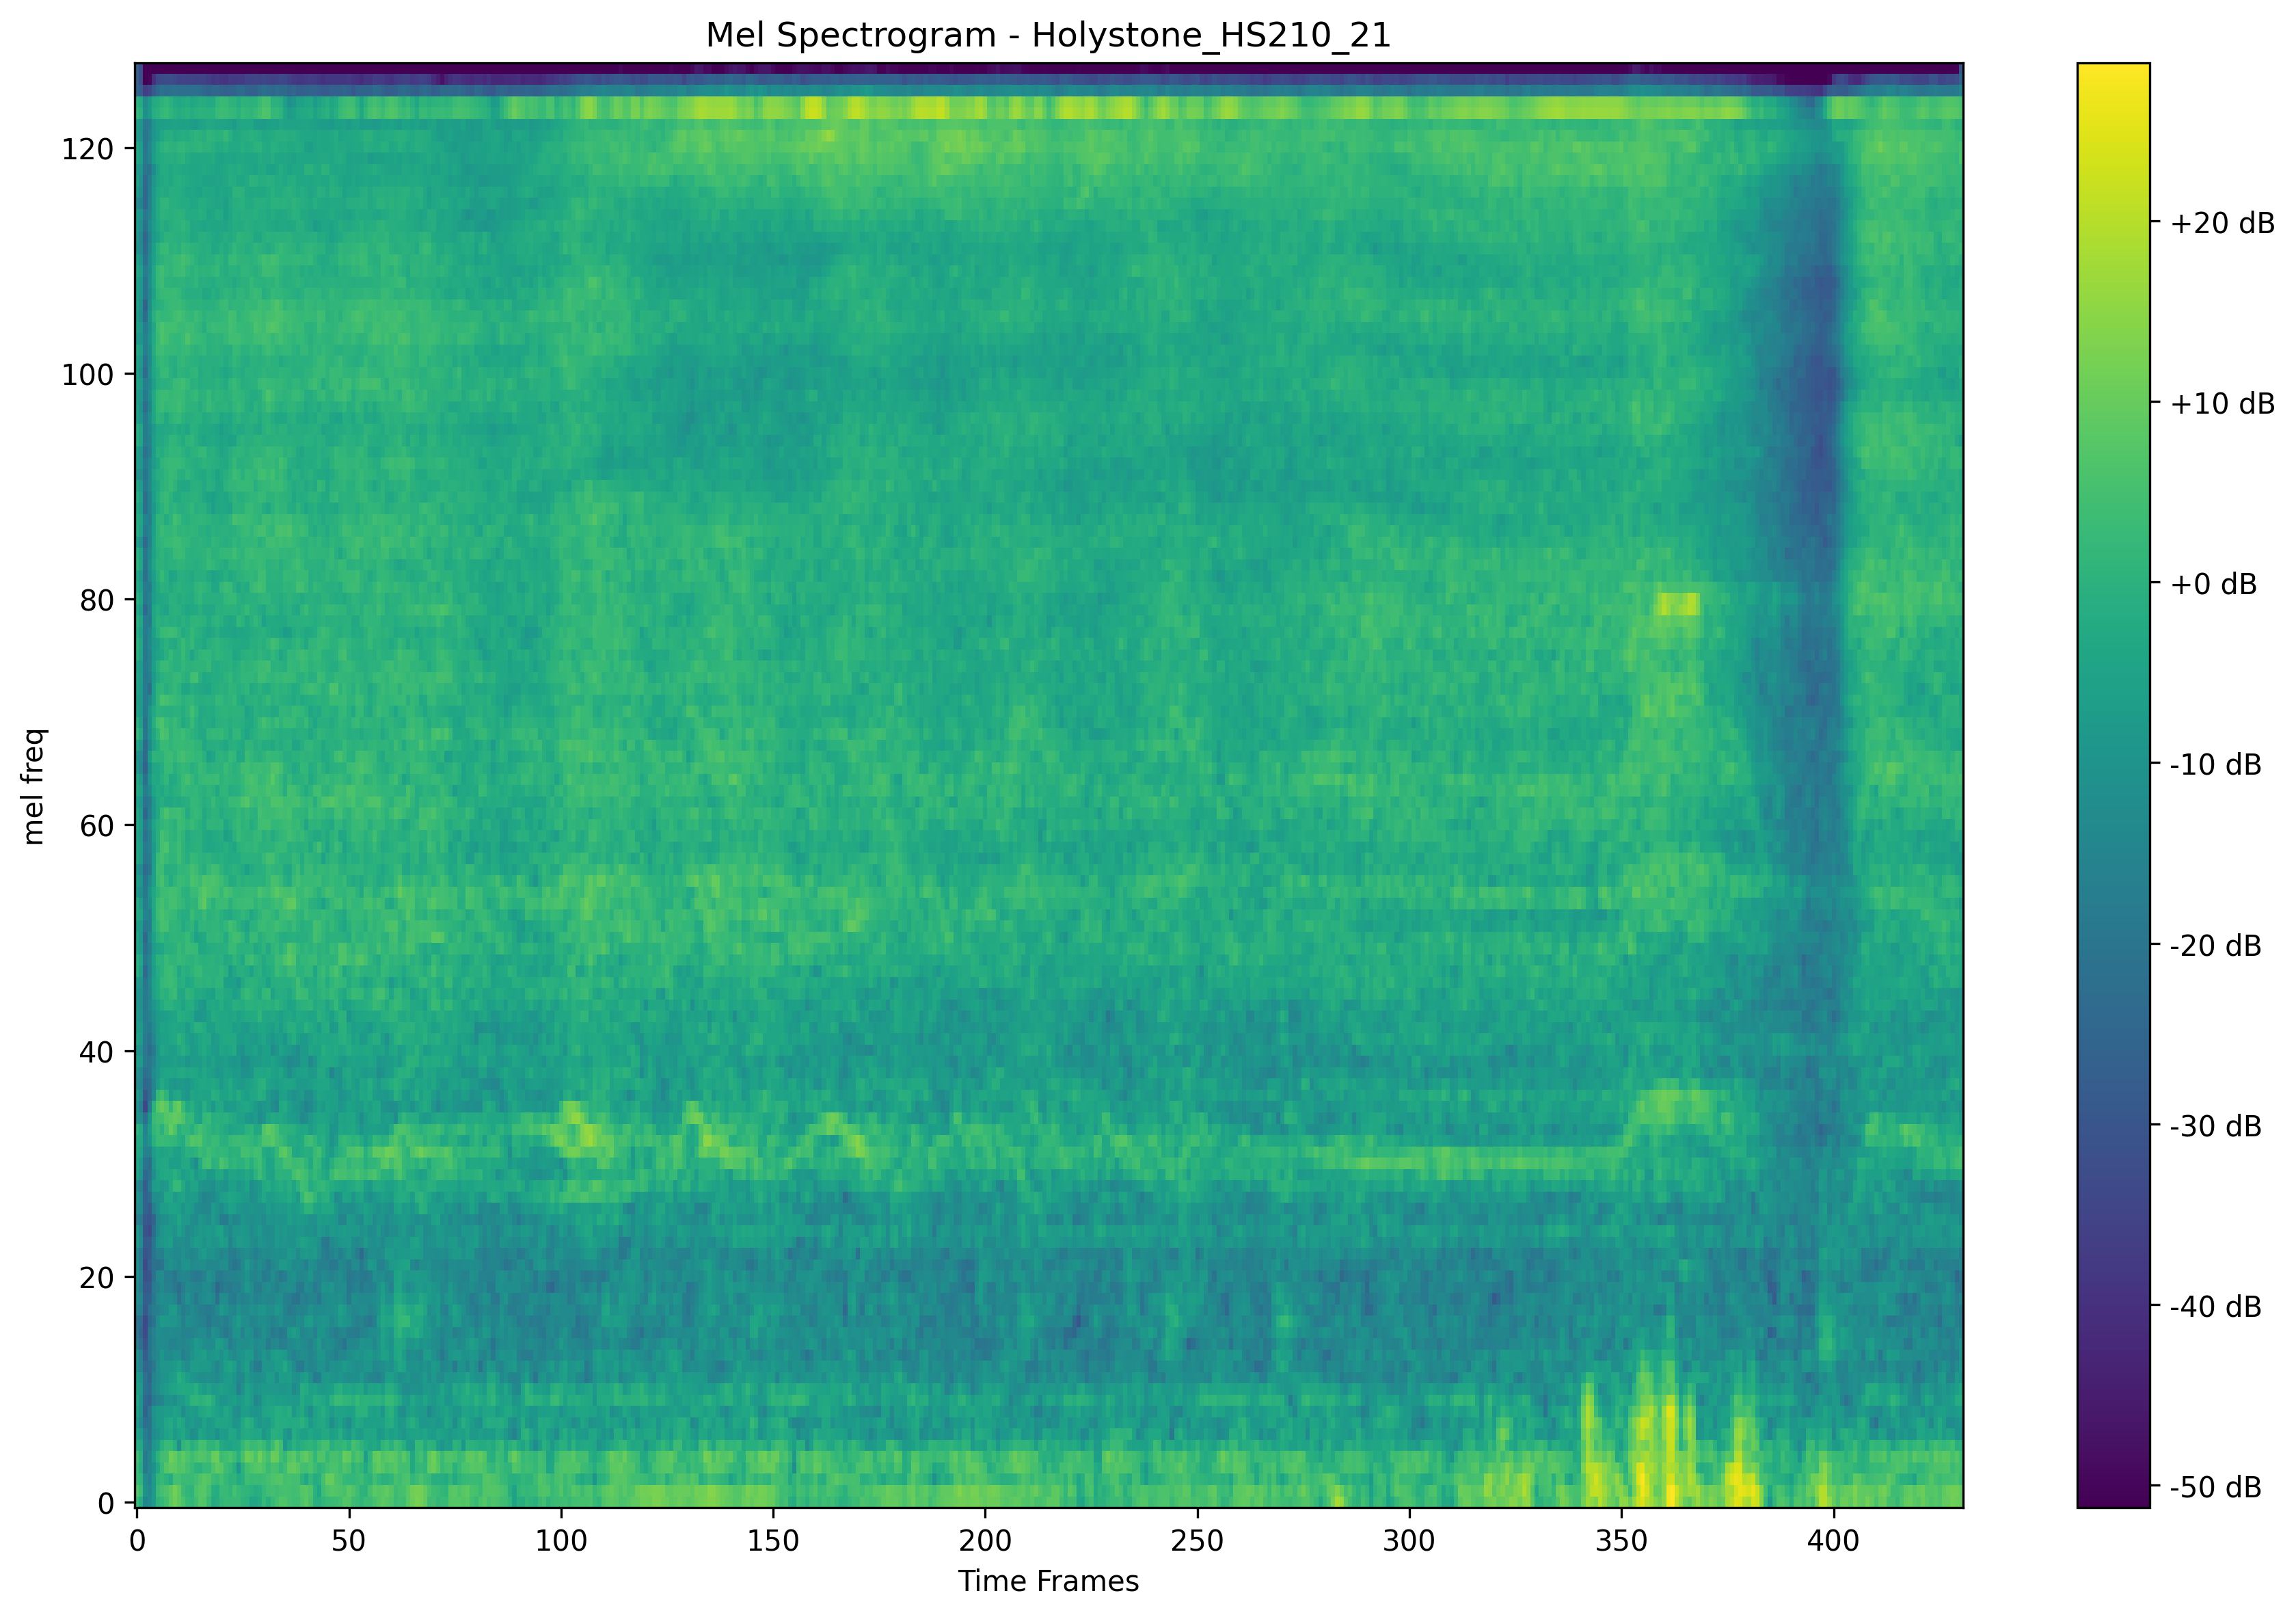 Mel Spectrogram - Holystone_HS210_21
mel freq
120
100
80
60
40
20
0
0 50 100 150 200 250 300 350 400
Time Frames
+20 dB
+10 dB
+0 dB
-10 dB
-20 dB
-30 dB
-40 dB
-50 dB